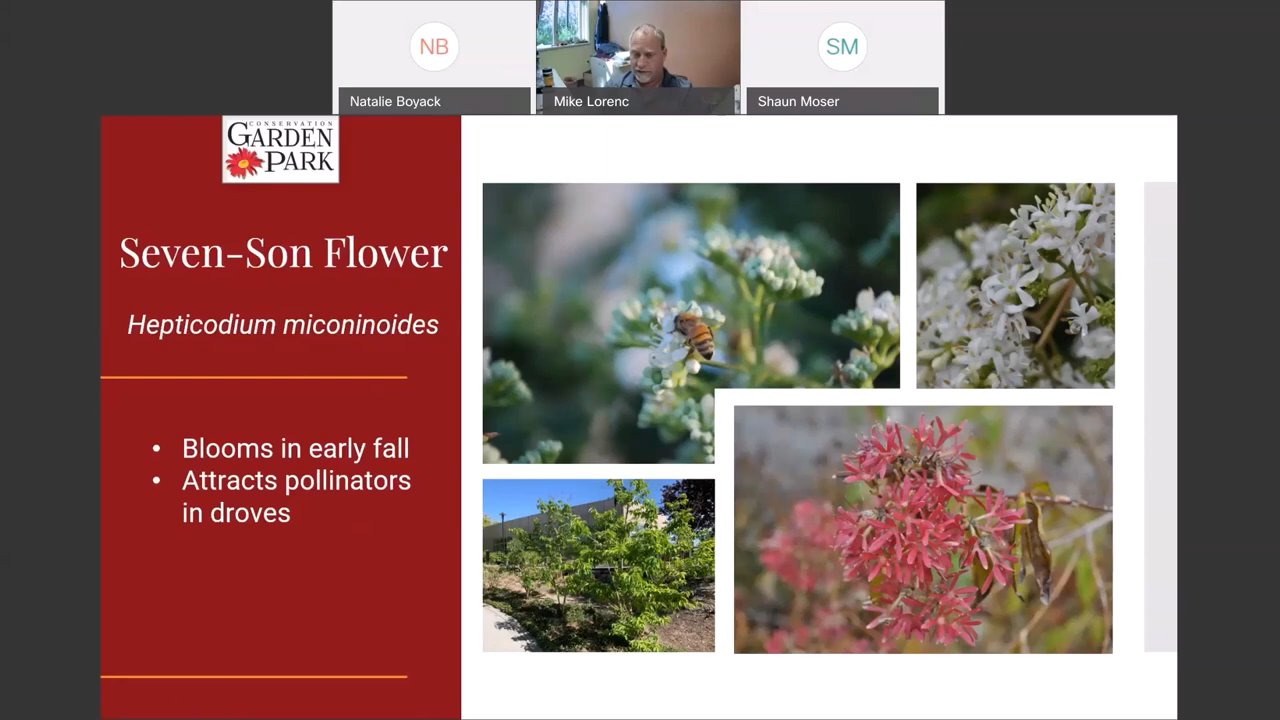 NB
SM
Natalie Boyack
Mike Lorenc
Shaun Moser
CONSERVATION
GARDEN
PARK
Seven-Son Flower
Hepticodium miconinoides
• Blooms in early fall
• Attracts pollinators
in droves